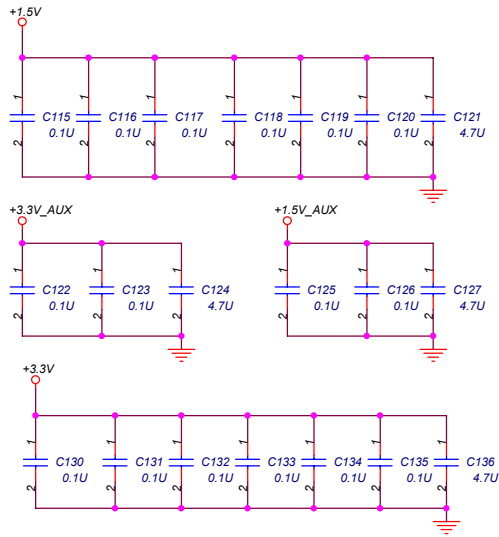 +1.5V
1 1 1 1 1 1 1
C115 C116 C117 C118 C119 C120 C121
0.1U 0.1U 0.1U 0.1U 0.1U 0.1U 4.7U
2 2 2 2 2 2 2
+3.3V_AUX +1.5V_AUX
1 1 1 1 1 1
C122 C123 C124 C125 C126 C127
0.1U 0.1U 4.7U 0.1U 0.1U 4.7U
2 2 2 2 2 2
+3.3V
1 1 1 1 1 1 1
C130 C131 C132 C133 C134 C135 C136
0.1U 0.1U 0.1U 0.1U 0.1U 0.1U 4.7U
2 2 2 2 2 2 2